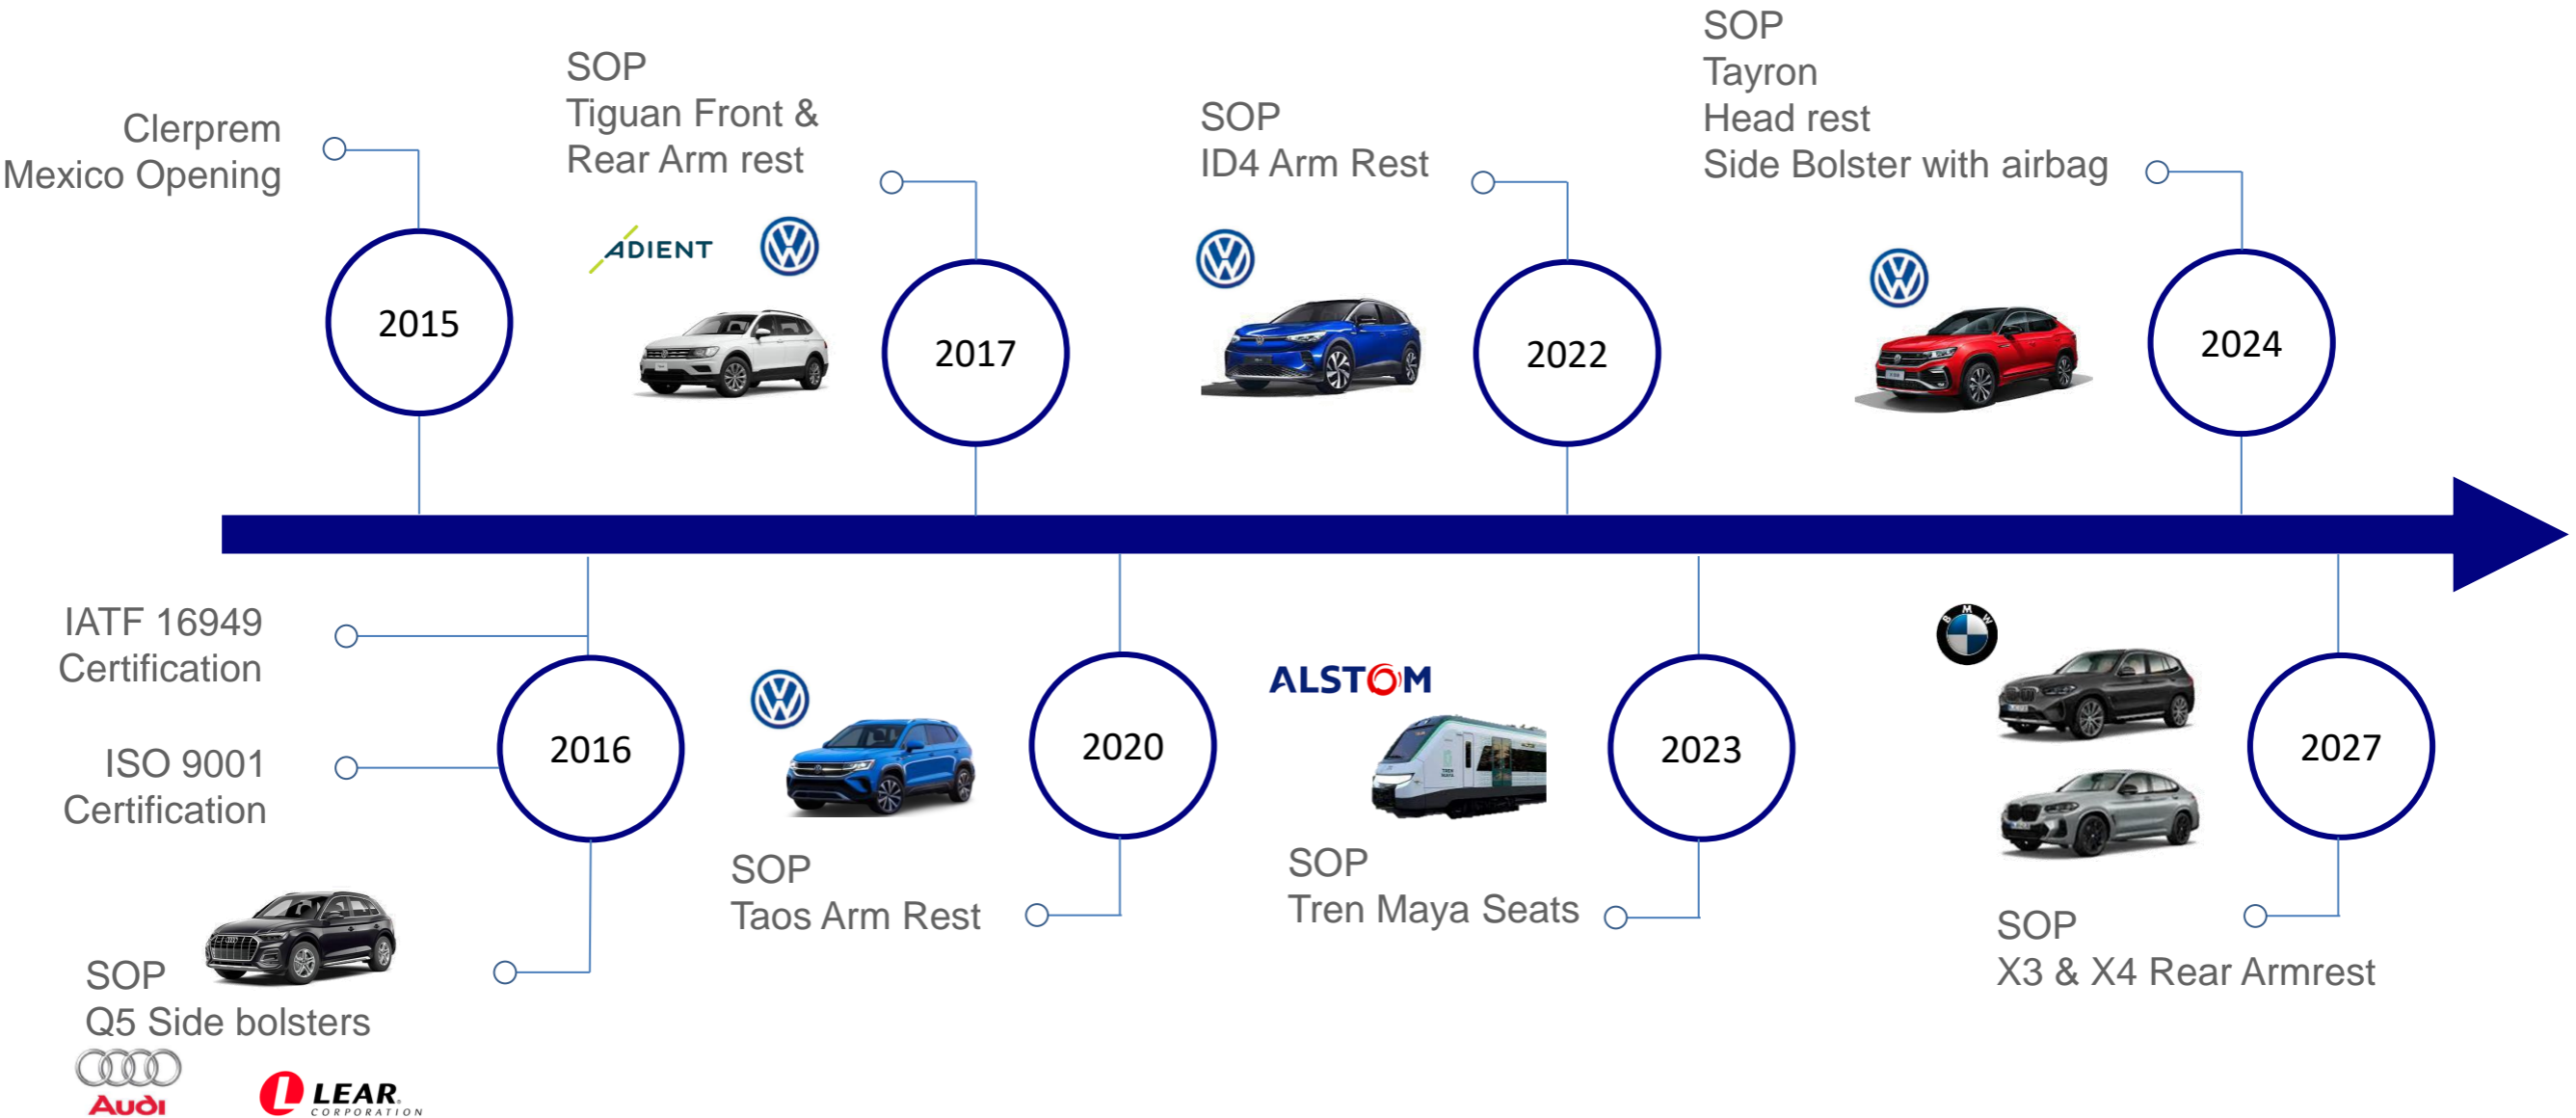 Clerprem
Mexico Opening
2015
SOP
Tiguan Front &
Rear Arm rest
ADIENT
2017
SOP
ID4 Arm Rest
2022
SOP
Tayron
Head rest
Side Bolster with airbag
2024
IATF 16949
Certification
ISO 9001
Certification
2016
SOP
Q5 Side bolsters
Audi
LEAR.
CORPORATION
2020
SOP
Taos Arm Rest
ALSTOM
TREN
MAYA
2023
SOP
Tren Maya Seats
BMW
2027
SOP
X3 & X4 Rear Armrest